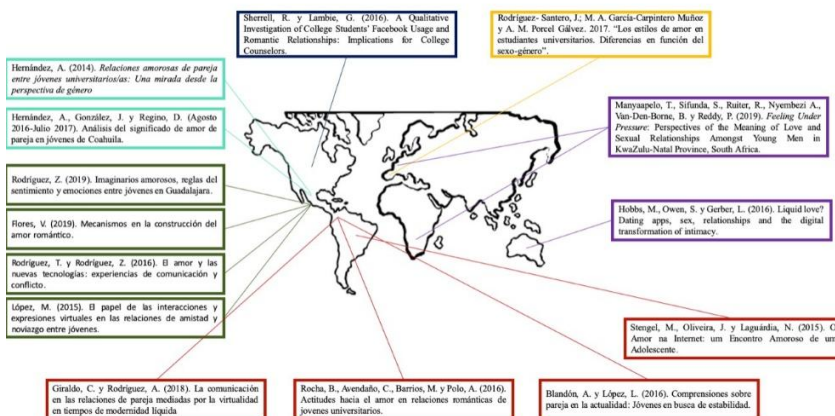 Sherrell, R. y Lambie, G. (2016). A Qualitative
Investigation of College Students' Facebook Usage
and Romantic Relationships: Implications for College
Counselors.
Rodríguez- Santero, J.; M. A. García-Carpintero Muñoz
y A. M. Porcel Gálvez. 2017. "Los estilos de amor en
estudiantes universitarios. Diferencias en función del
sexo-género".
Hernández, A. (2014). Relaciones amorosas de pareja
entre jóvenes universitarios/as: Una mirada desde la
perspectiva de género
Hernández, A., González, J. y Regino, D. (Agosto
2016-Julio 2017). Análisis del significado de amor de
pareja en jóvenes de Coahuila.
Manyaapelo, T., Sifunda, S., Ruiter, R., Nyembezi A.,
Van-Den-Borne, B. y Reddy, P. (2019). Feeling Under
Pressure: Perspectives of the Meaning of Love and
Sexual Relationships Amongst Young Men in
KwaZulu-Natal Province, South Africa.
Rodríguez, Z. (2019). Imaginarios amorosos, reglas del
sentimiento y emociones entre jóvenes en Guadalajara.
Flores, V. (2019). Mecanismos en la construcción del
amor romántico.
Hobbs, M., Owen, S. y Gerber, L. (2016). Liquid love?
Dating apps, sex, relationships and the digital
transformation of intimacy.
Rodríguez, T. y Rodríguez, Z. (2016). El amor y las
nuevas tecnologías: experiencias de comunicación y
conflicto.
López, M. (2015). El papel de las interacciones y
expresiones virtuales en las relaciones de amistad y
noviazgo entre jóvenes.
Stengel, M., Oliveira, J. y Laguárdia, N. (2015). O
Amor na Internet: um Encontro Amoroso de um
Adolescente.
Giraldo, C. y Rodríguez, A. (2018). La comunicación
en las relaciones de pareja mediadas por la virtualidad
en tiempos de modernidad líquida
Rocha, B., Avendaño, C., Barrios, M. y Polo, A. (2016).
Actitudes hacia el amor en relaciones románticas de
jovenes universitarios.
Blandón, A. y López, L. (2016). Comprensiones sobre
pareja en la actualidad: Jóvenes en busca de estabilidad.